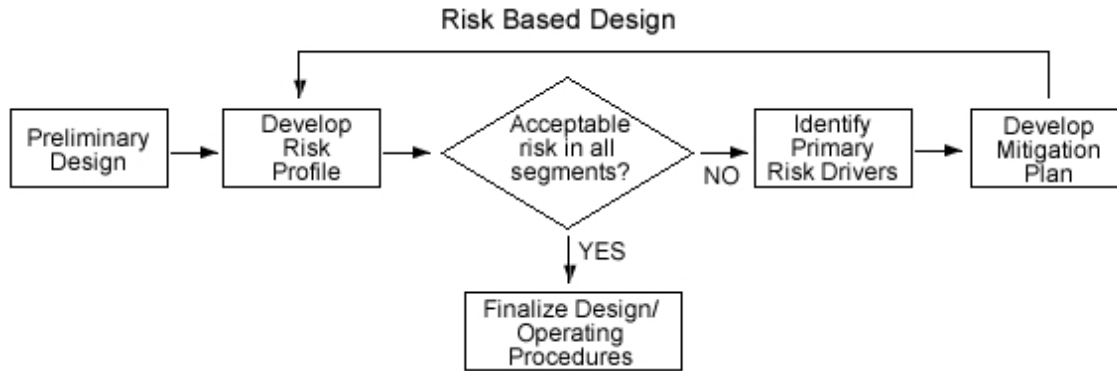 Risk Based Design
Preliminary
Design
Develop
Risk
Profile
Acceptable
risk in all
segments?
NO
Identify
Primary
Risk Drivers
Develop
Mitigation
Plan
YES
Finalize Design/
Operating
Procedures